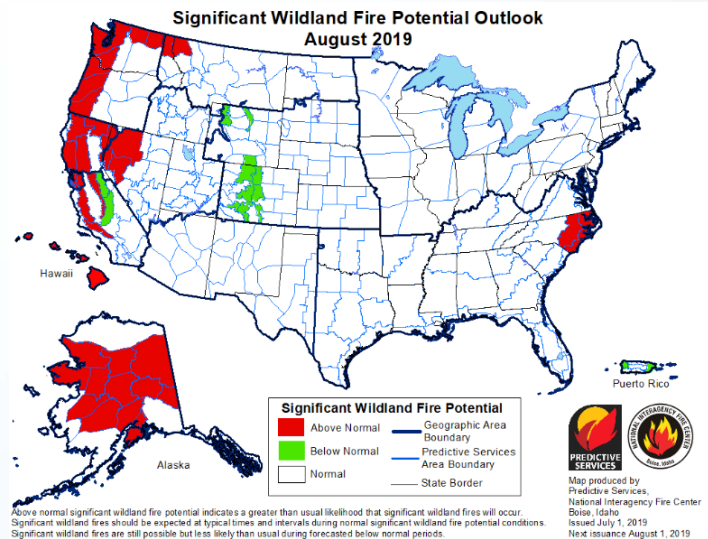 Significant Wildland Fire Potential Outlook
August 2019
Hawaii
Alaska
Puerto Rico
Significant Wildland Fire Potential
Above Normal
Below Normal
Normal
Geographic Area
Boundary
Predictive Services
Area Boundary
State Border
PREDICTIVE
SERVICES
NATIONAL INTERAGENCY FIRE CENTER
Boise, Idaho
Map produced by
Predictive Services,
National Interagency Fire Center
Boise, Idaho
Issued July 1, 2019
Next issuance August 1, 2019
Above normal significant wildland fire potential indicates a greater than usual likelihood that significant wildland fires will occur.
Significant wildland fires should be expected at typical times and intervals during normal significant wildland fire potential conditions.
Significant wildland fires are still possible but less likely than usual during forecasted below normal periods.